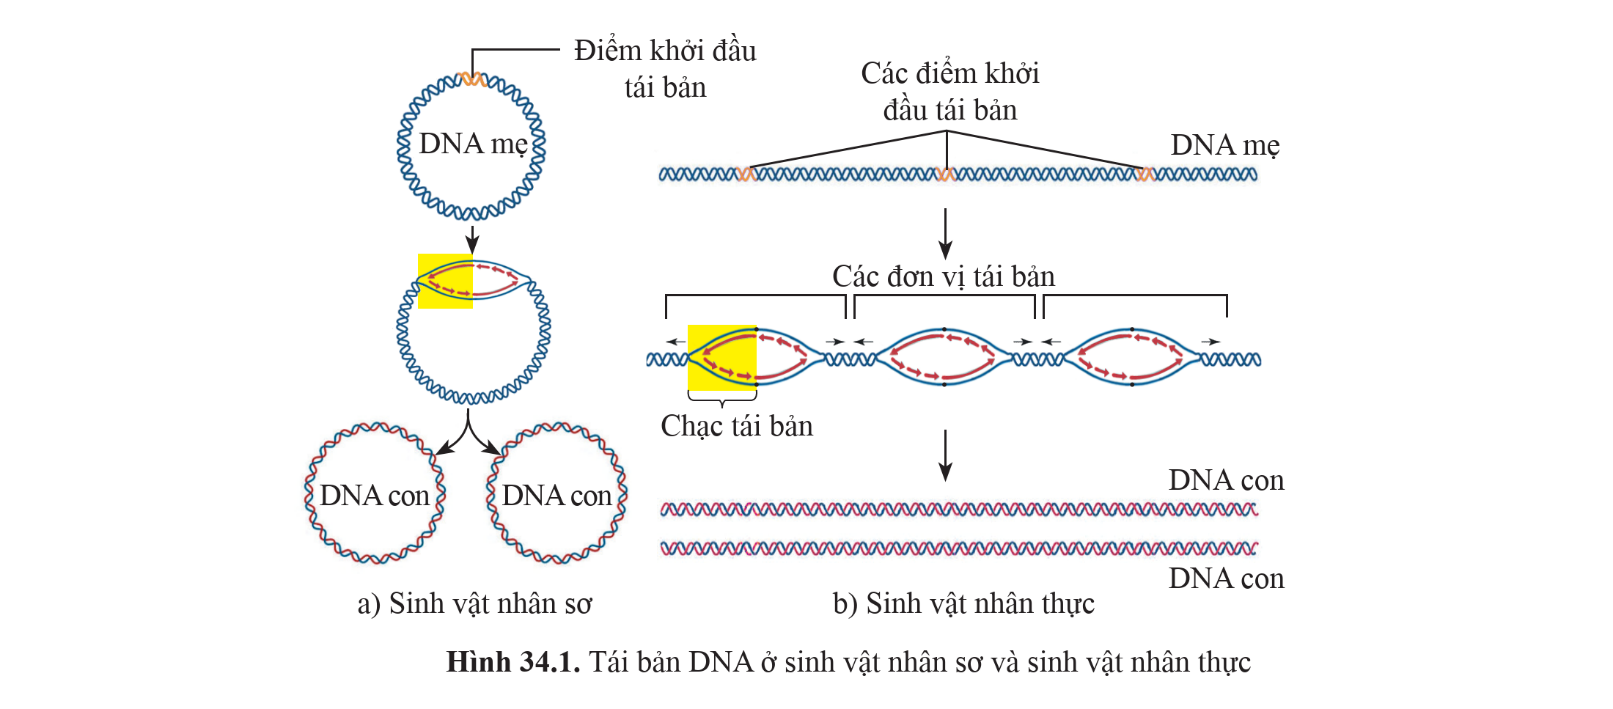 Điểm khởi đầu
tái bản
DNA mẹ
DNA con
DNA con
a) Sinh vật nhân sơ
Các điểm khởi
đầu tái bản
DNA mẹ
Các đơn vị tái bản
Chạc tái bản
DNA con
DNA con
b) Sinh vật nhân thực
Hình 34.1. Tái bản DNA ở sinh vật nhân sơ và sinh vật nhân thực